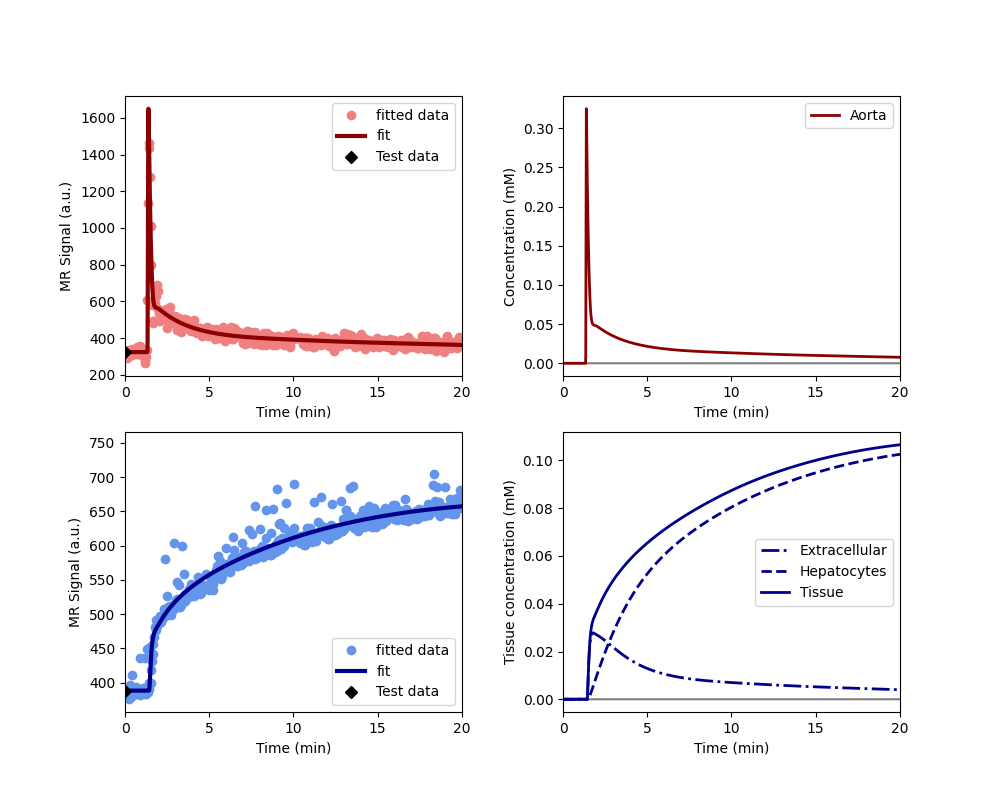 MR Signal (a.u.)
1600
1400
1200
1000
800
600
400
200
0
5
10
15
20
Time (min)
fitted data
fit
Test data
Concentration (mM)
0.30
0.25
0.20
0.15
0.10
0.05
0.00
0
5
10
15
20
Time (min)
Aorta
MR Signal (a.u.)
750
700
650
600
550
500
450
400
0
5
10
15
20
Time (min)
fitted data
fit
Test data
Tissue concentration (mM)
0.10
0.08
0.06
0.04
0.02
0.00
0
5
10
15
20
Time (min)
Extracellular
Hepatocytes
Tissue